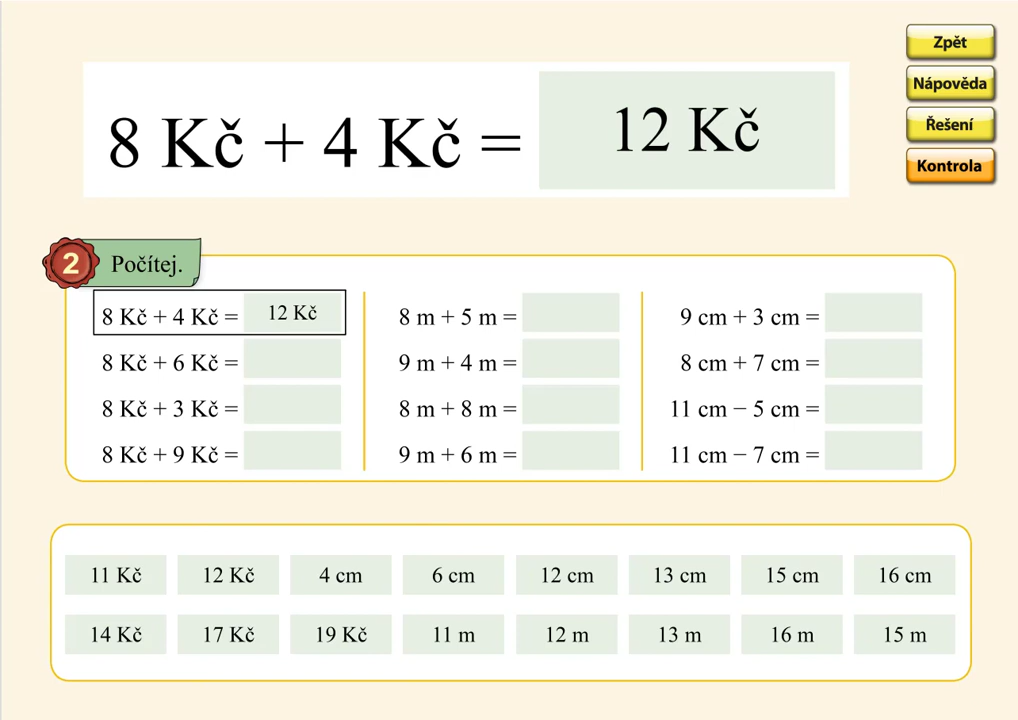 Zpět
Nápověda
Řešení
Kontrola
8 Kč + 4 Kč = 12 Kč
2 Počítej.
8 Kč + 4 Kč = 12 Kč
8 Kč + 6 Kč =
8 Kč + 3 Kč =
8 Kč + 9 Kč =
8 m + 5 m =
9 m + 4 m =
8 m + 8 m =
9 m + 6 m =
9 cm + 3 cm =
8 cm + 7 cm =
11 cm − 5 cm =
11 cm − 7 cm =
11 Kč 12 Kč 4 cm 6 cm 12 cm 13 cm 15 cm 16 cm
14 Kč 17 Kč 19 Kč 11 m 12 m 13 m 16 m 15 m